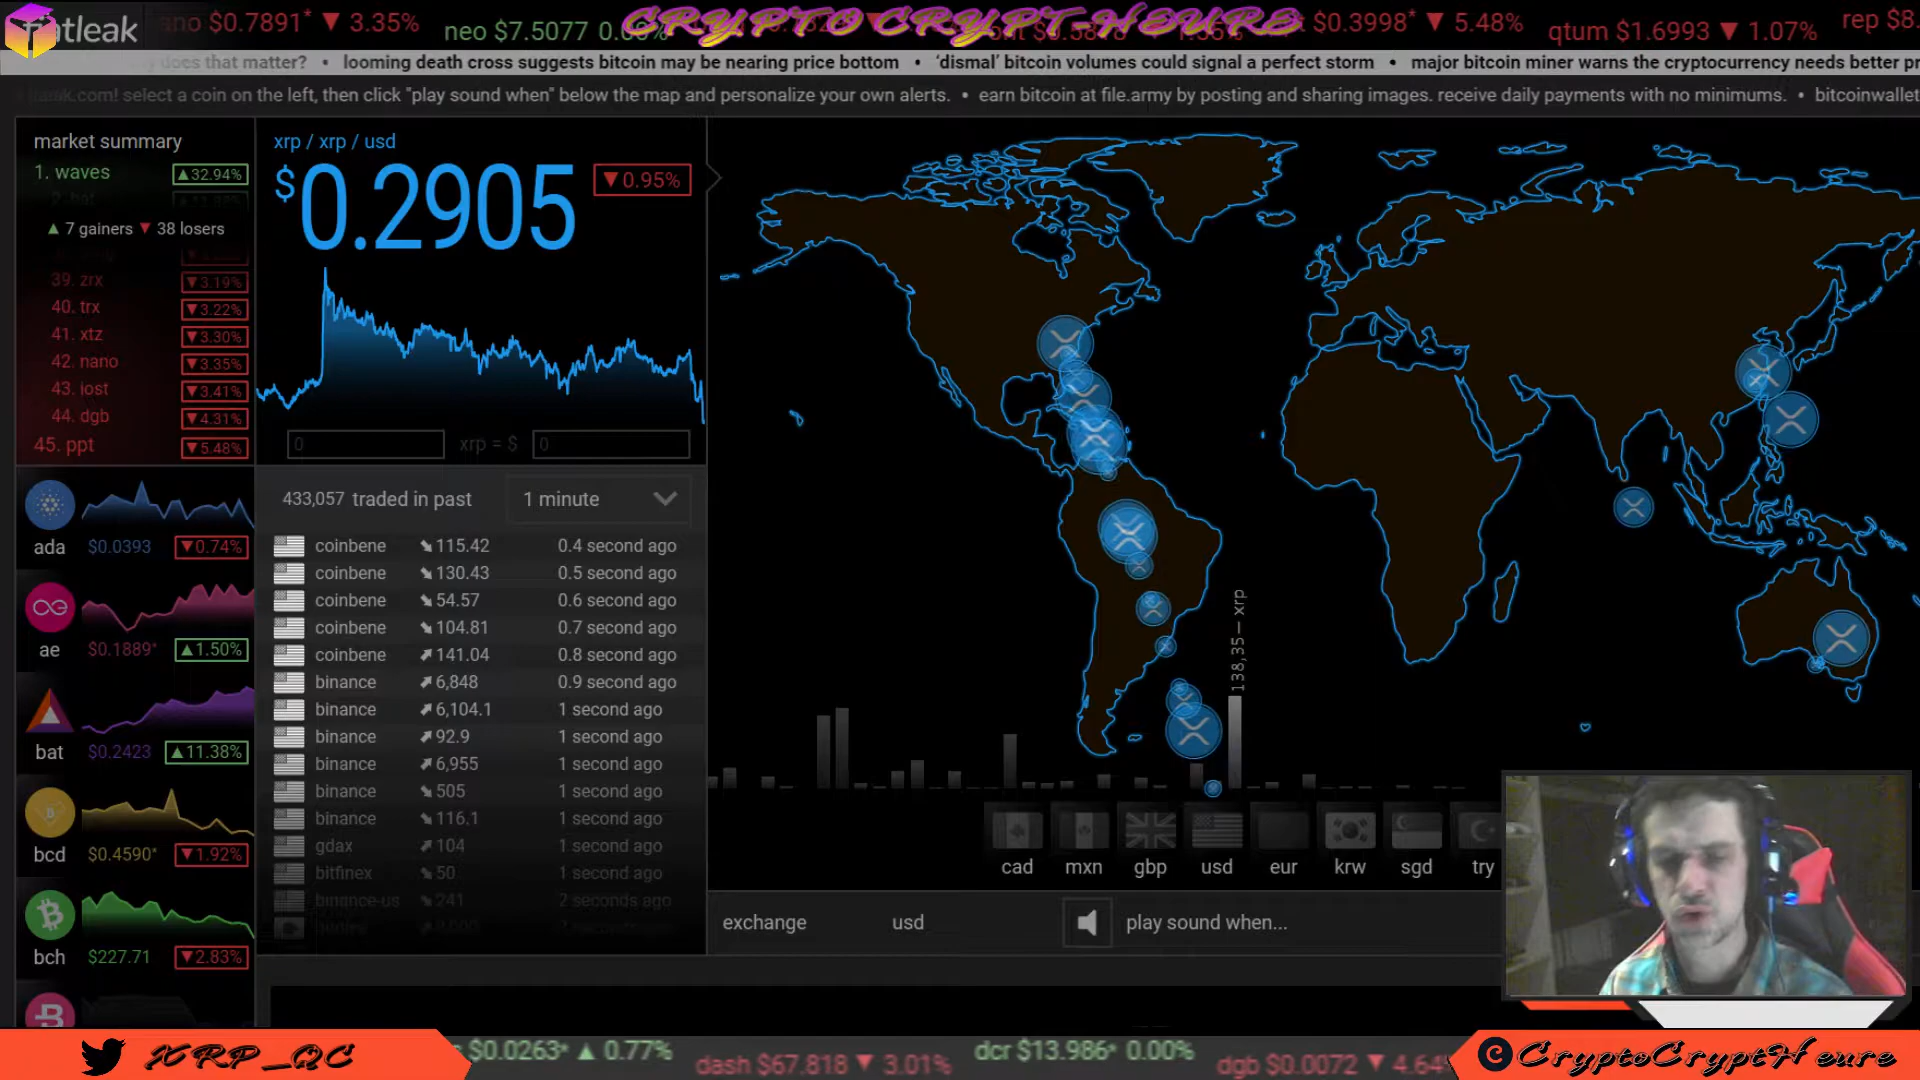 atleak
$0.7891* ▼ 3.35%
neo $7.5077
CRYPTO CRYPT-HEURE
$0.3998* ▼ 5.48%
qtum $1.6993 ▼ 1.07%
rep $8.
does that matter? • looming death cross suggests bitcoin may be nearing price bottom • 'dismal' bitcoin volumes could signal a perfect storm • major bitcoin miner warns the cryptocurrency needs better
select a coin on the left, then click "play sound when" below the map and personalize your own alerts. • earn bitcoin at file.army by posting and sharing images. receive daily payments with no minimums. • bitcoinwallet
market summary
1. waves ▲32.94%
2. bat
▲ 7 gainers ▼ 38 losers
39. zrx ▼3.19%
40. trx ▼3.22%
41. xtz ▼3.30%
42. nano ▼3.35%
43. iost ▼3.41%
44. dgb ▼4.31%
45. ppt ▼5.48%
xrp / xrp / usd
$0.2905 ▼0.95%
0 xrp = $ 0
433,057 traded in past 1 minute
coinbene ⬊ 115.42 0.4 second ago
coinbene ⬊ 130.43 0.5 second ago
coinbene ⬊ 54.57 0.6 second ago
coinbene ⬊ 104.81 0.7 second ago
coinbene ⬈ 141.04 0.8 second ago
binance ⬈ 6,848 0.9 second ago
binance ⬈ 6,104.1 1 second ago
binance ⬈ 92.9 1 second ago
binance ⬈ 6,955 1 second ago
binance ⬊ 505 1 second ago
binance ⬊ 116.1 1 second ago
gdax ⬈ 104 1 second ago
bitfinex ⬊ 50 1 second ago
binance-us ⬊ 241 2 seconds ago
ada $0.0393 ▼0.74%
ae $0.1889* ▲1.50%
bat $0.2423 ▲11.38%
bcd $0.4590* ▼1.92%
bch $227.71 ▼2.83%
138,35— xrp
cad mxn gbp usd eur krw sgd try
exchange usd play sound when...
XRP_QC
$0.0263* ▲ 0.77%
dash $67.818 ▼ 3.01%
dcr $13.986* 0.00%
dgb $0.0072 ▼ 4.64%
CryptoCryptHeure